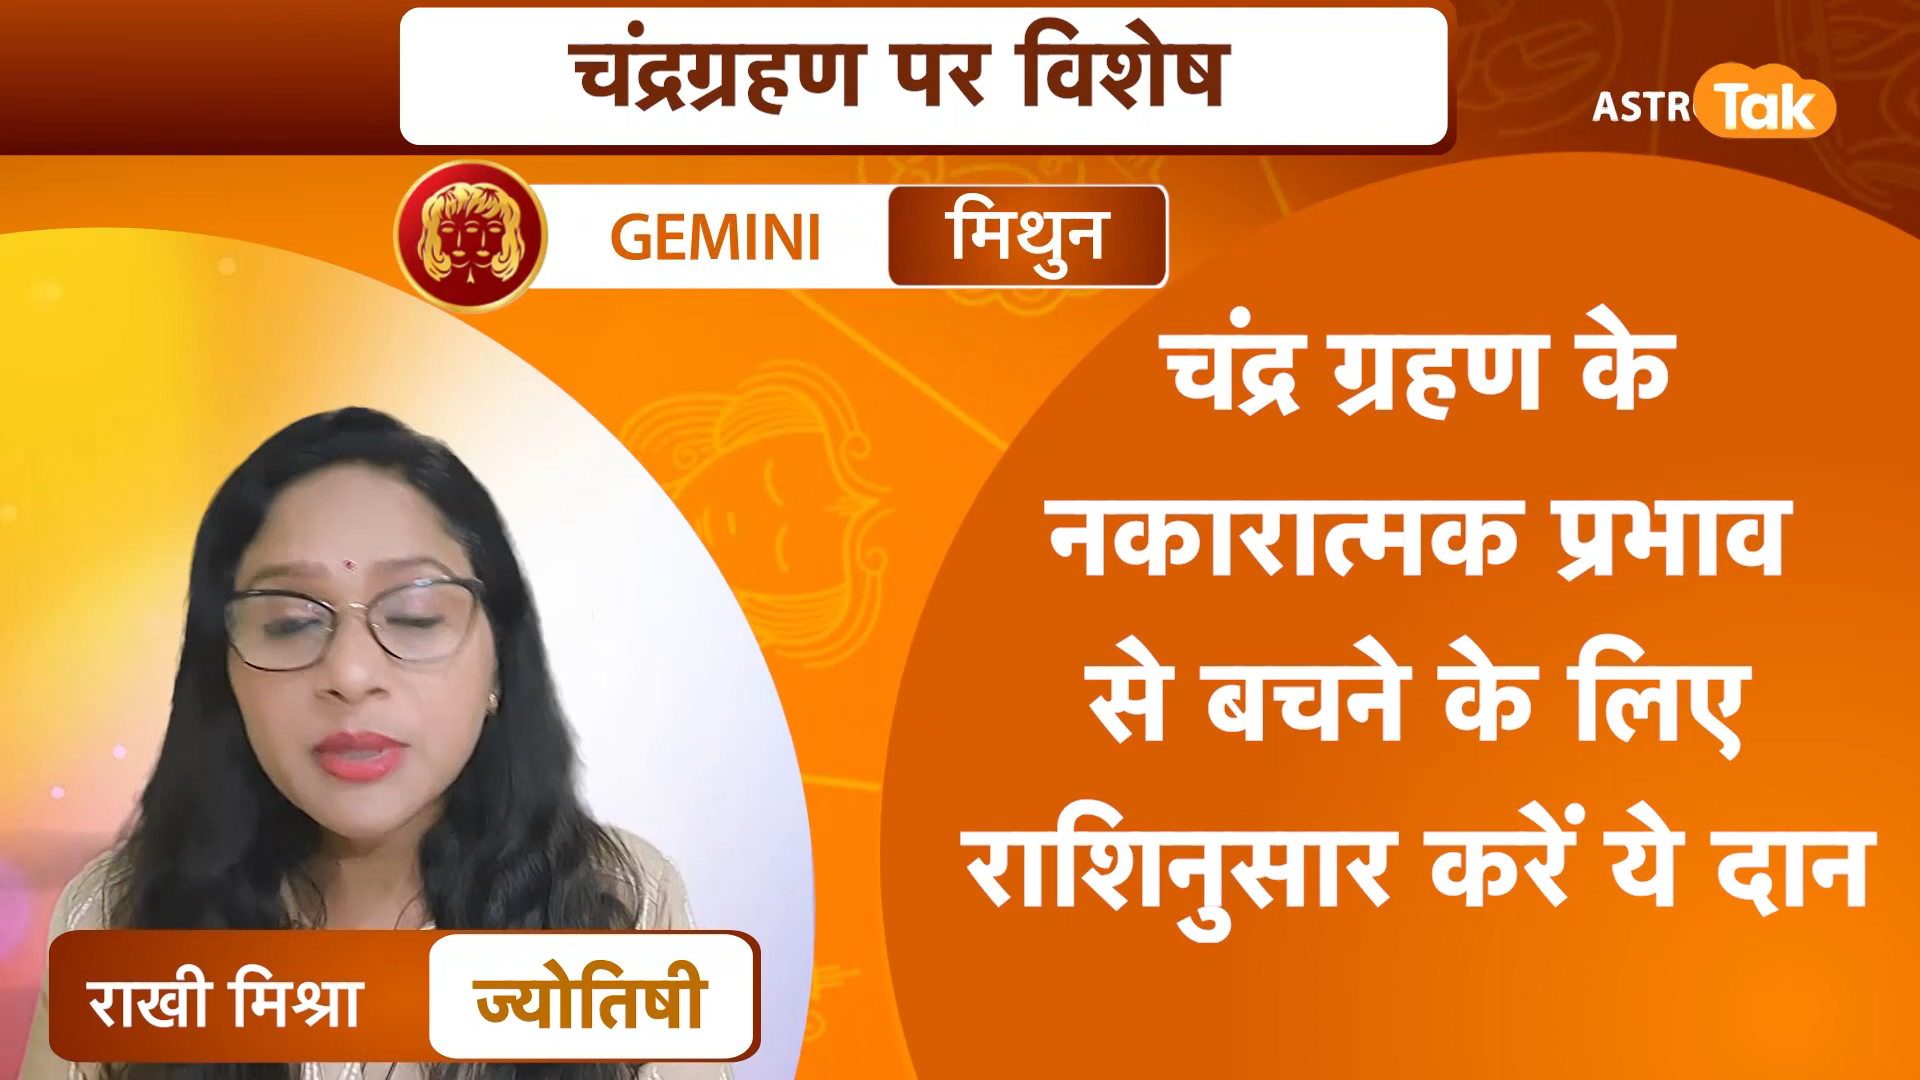 चंद्रग्रहण पर विशेष
ASTRO Tak
GEMINI मिथुन
चंद्र ग्रहण के
नकारात्मक प्रभाव
से बचने के लिए
राशिनुसार करें ये दान
राखी मिश्रा ज्योतिषी